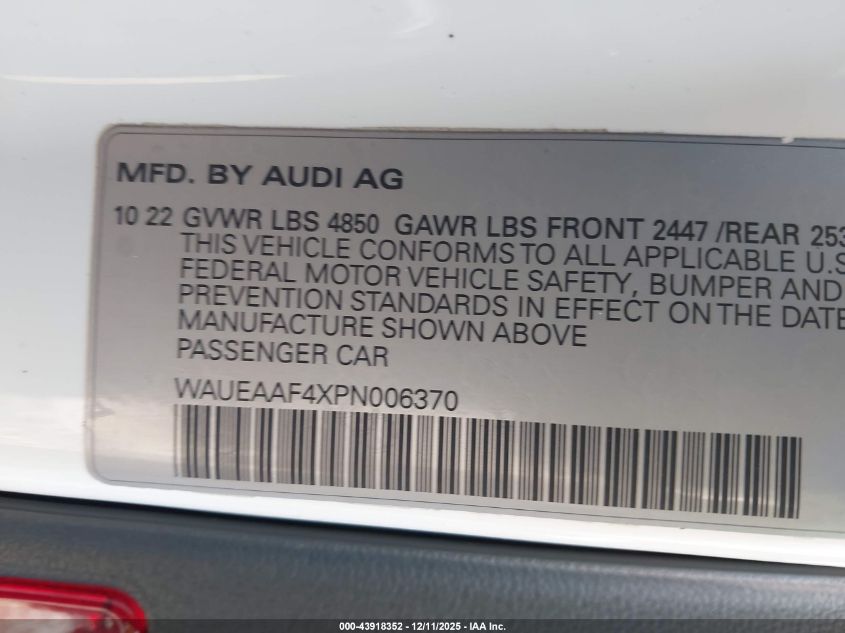 MFD. BY AUDI AG
10 22 GVWR LBS 4850 GAWR LBS FRONT 2447 /REAR 253
THIS VEHICLE CONFORMS TO ALL APPLICABLE U.S
FEDERAL MOTOR VEHICLE SAFETY, BUMPER AND
PREVENTION STANDARDS IN EFFECT ON THE DATE
MANUFACTURE SHOWN ABOVE
PASSENGER CAR
WAUEAAF4XPN006370
000-43918352 - 12/11/2025 - IAA Inc.